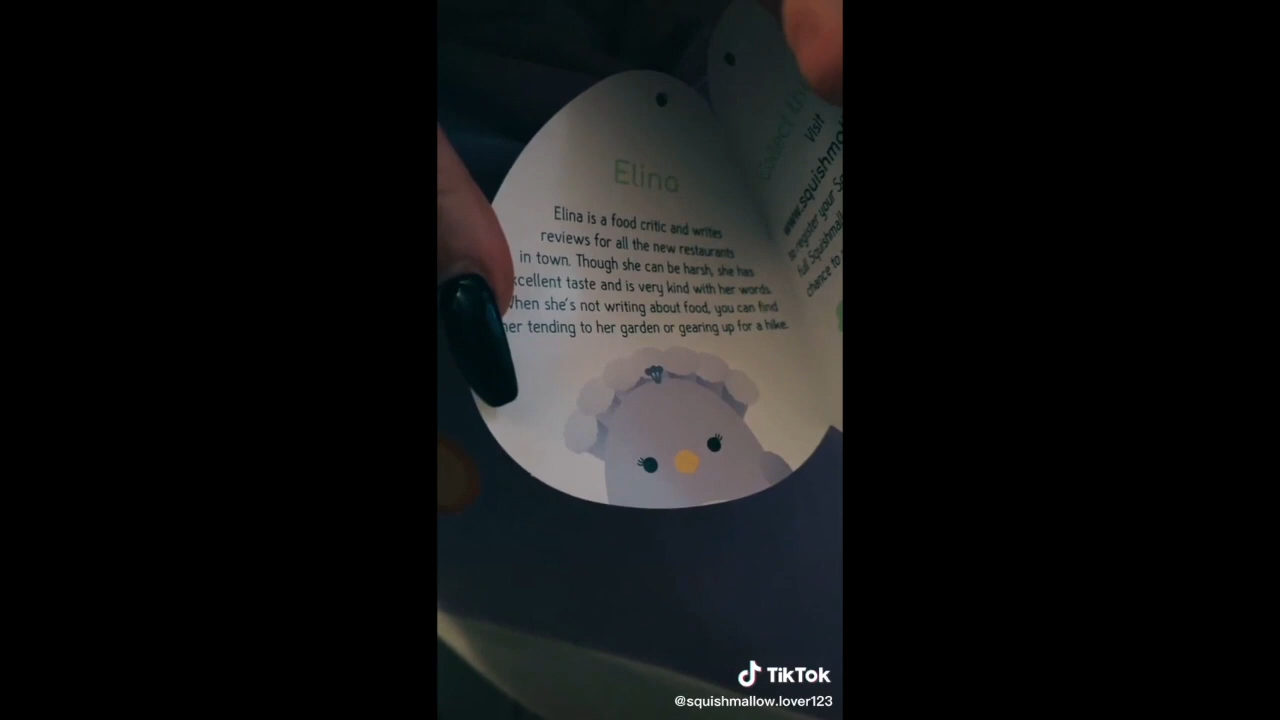 Elina
Elina is a food critic and writes
reviews for all the new restaurants
in town. Though she can be harsh, she has
xcellent taste and is very kind with her words.
When she's not writing about food, you can find
her tending to her garden or gearing up for a hike.
Visit
www.squishma
to register your
full Squishmal
chance to
TikTok
@squishmallow.lover123